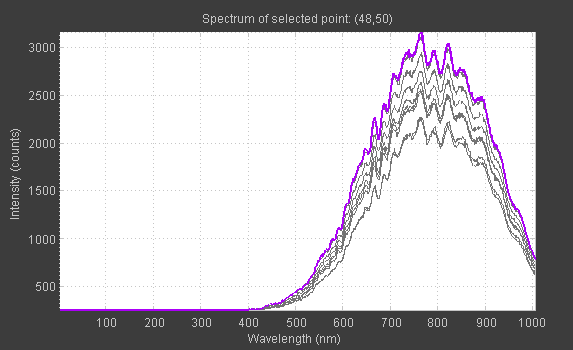 Spectrum of selected point: (48,50)
3000
2500
2000
1500
1000
500
Intensity (counts)
100 200 300 400 500 600 700 800 900 1000
Wavelength (nm)